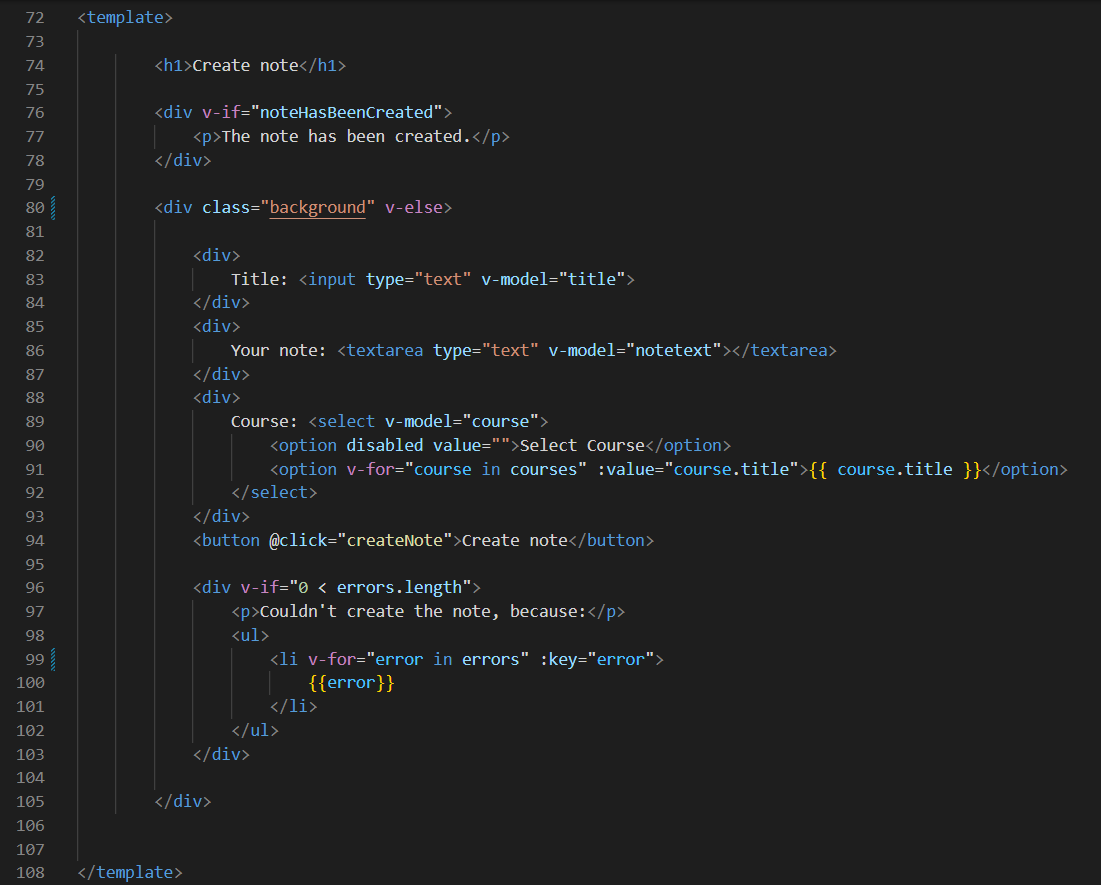 72 <template>
73
74 <h1>Create note</h1>
75
76 <div v-if="noteHasBeenCreated">
77 <p>The note has been created.</p>
78 </div>
79
80 <div class="background" v-else>
81
82 <div>
83 Title: <input type="text" v-model="title">
84 </div>
85 <div>
86 Your note: <textarea type="text" v-model="notetext"></textarea>
87 </div>
88 <div>
89 Course: <select v-model="course">
90 <option disabled value="">Select Course</option>
91 <option v-for="course in courses" :value="course.title">{{ course.title }}</option>
92 </select>
93 </div>
94 <button @click="createNote">Create note</button>
95
96 <div v-if="0 < errors.length">
97 <p>Couldn't create the note, because:</p>
98 <ul>
99 <li v-for="error in errors" :key="error">
100 {{error}}
101 </li>
102 </ul>
103 </div>
104
105 </div>
106
107
108 </template>